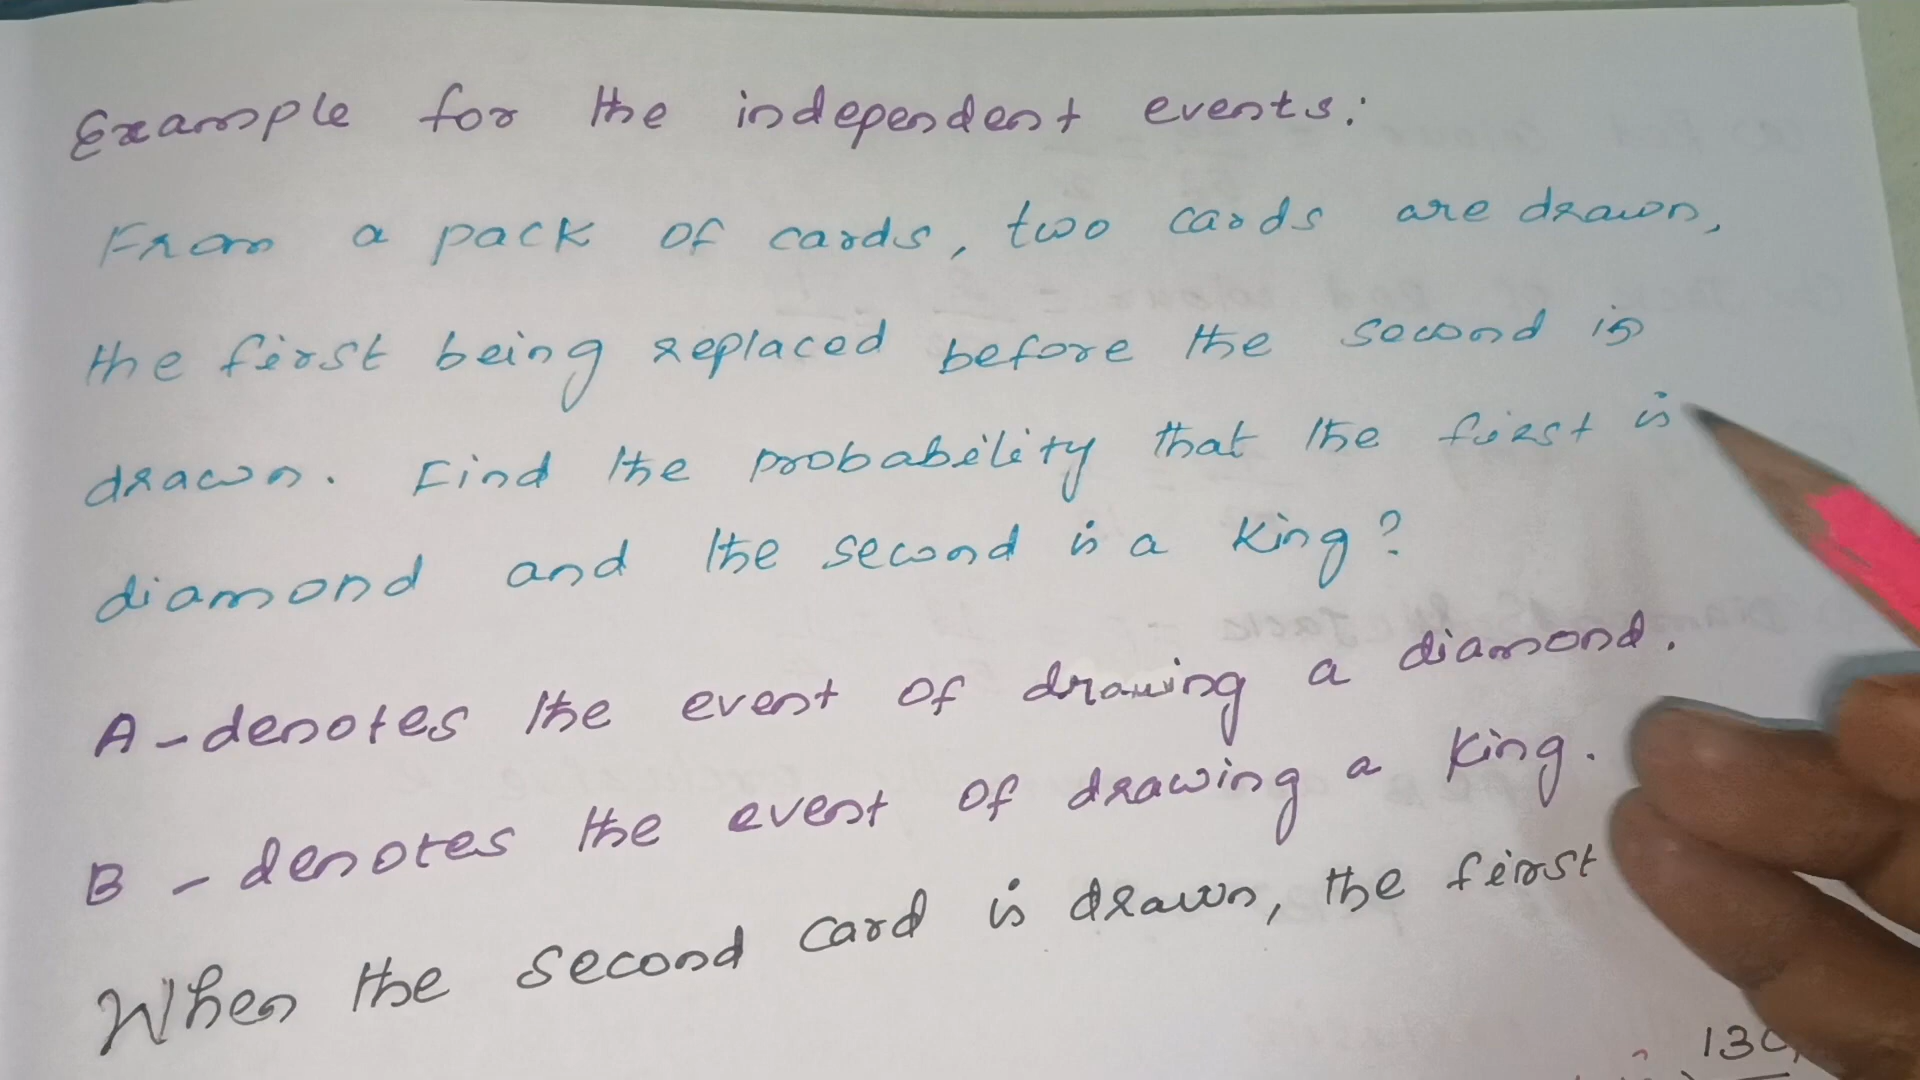 Example for the independent events:
From a pack of cards, two cards are drawn,
the first being replaced before the second is
drawn. Find the probability that the first is
diamond and the second is a king?
A - denotes the event of drawing a diamond.
B - denotes the event of drawing a king.
When the second card is drawn, the first